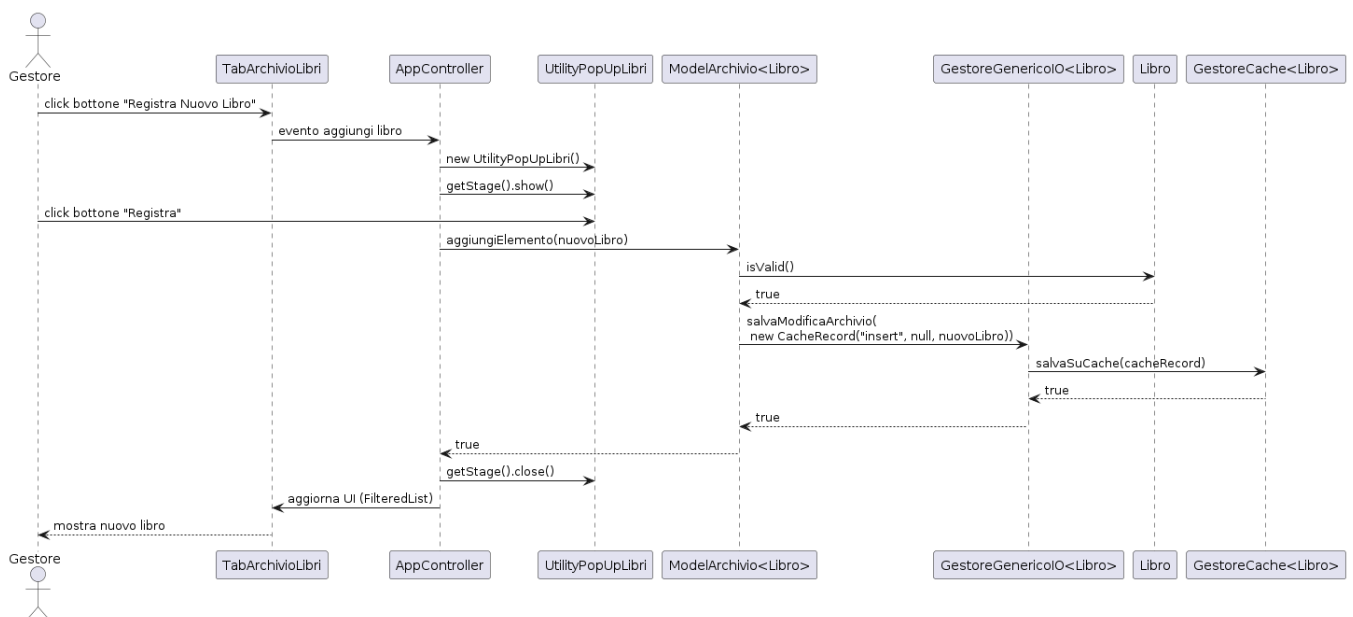 Gestore
TabArchivioLibri
AppController
UtilityPopUpLibri
ModelArchivio<Libro>
GestoreGenericoIO<Libro>
Libro
GestoreCache<Libro>
click bottone "Registra Nuovo Libro"
evento aggiungi libro
new UtilityPopUpLibri()
getStage().show()
click bottone "Registra"
aggiungiElemento(nuovoLibro)
isValid()
true
salvaModificaArchivio(
new CacheRecord("insert", null, nuovoLibro))
salvaSuCache(cacheRecord)
true
true
true
getStage().close()
aggiorna UI (FilteredList)
mostra nuovo libro
Gestore
TabArchivioLibri
AppController
UtilityPopUpLibri
ModelArchivio<Libro>
GestoreGenericoIO<Libro>
Libro
GestoreCache<Libro>